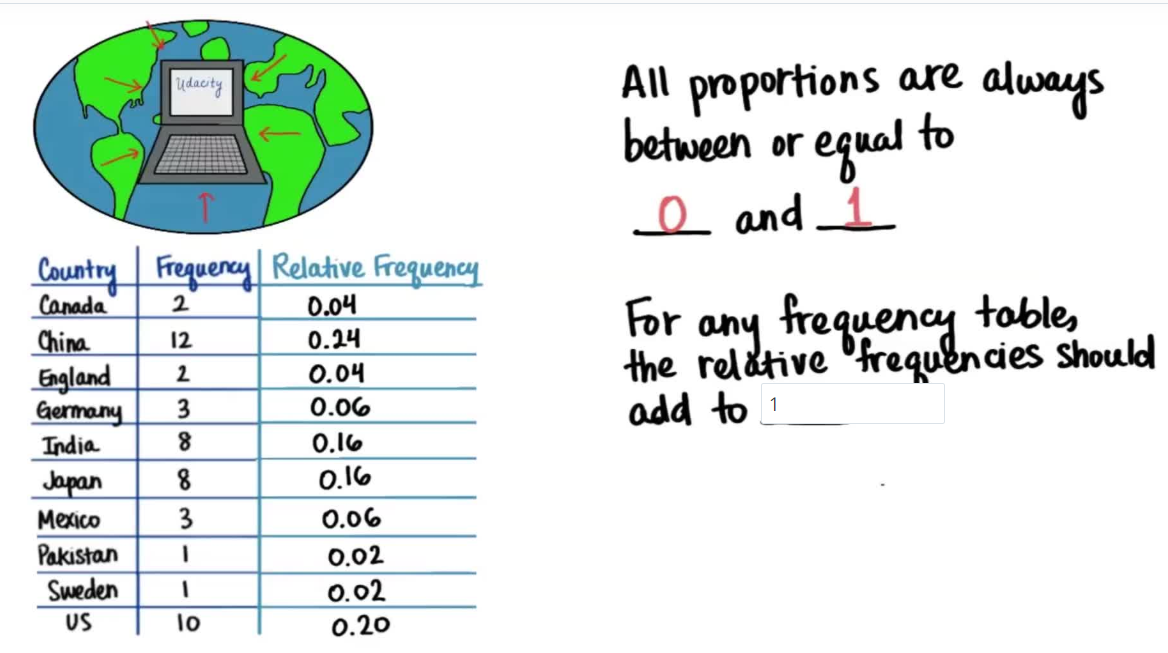 Udacity
All proportions are always
between or equal to
0 and 1
Country Frequency Relative Frequency
Canada 2 0.04
China 12 0.24
England 2 0.04
Germany 3 0.06
India 8 0.16
Japan 8 0.16
Mexico 3 0.06
Pakistan 1 0.02
Sweden 1 0.02
US 10 0.20
For any frequency table,
the relative frequencies should
add to 1